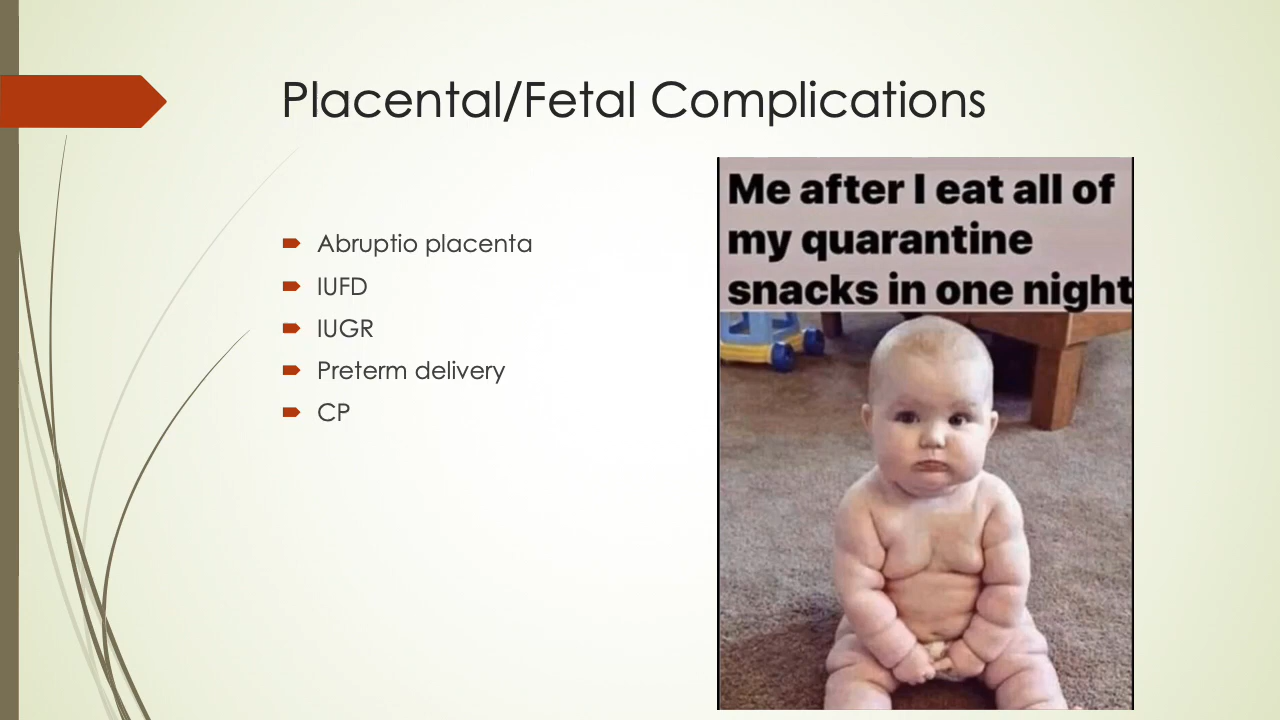 Placental/Fetal Complications
Abruptio placenta
IUFD
IUGR
Preterm delivery
CP
Me after I eat all of
my quarantine
snacks in one night